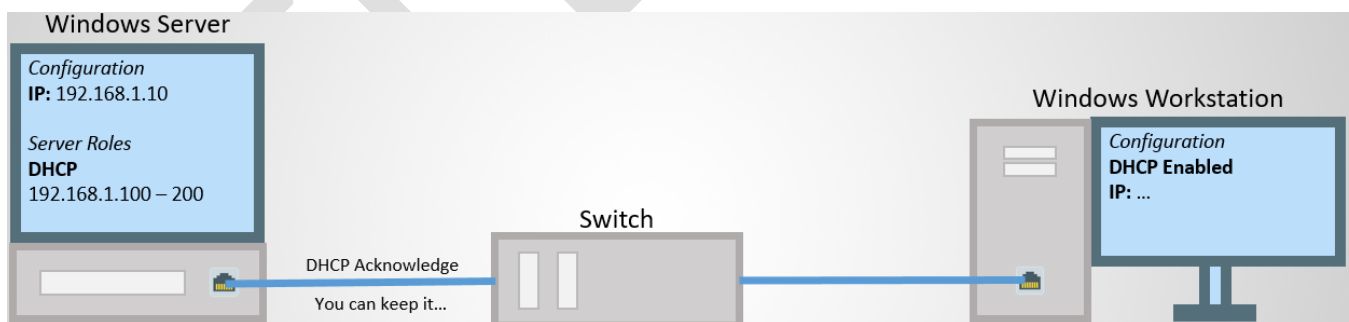 Windows Server
Configuration
IP: 192.168.1.10
Server Roles
DHCP
192.168.1.100 – 200
DHCP Acknowledge
You can keep it...
Switch
Windows Workstation
Configuration
DHCP Enabled
IP: ...